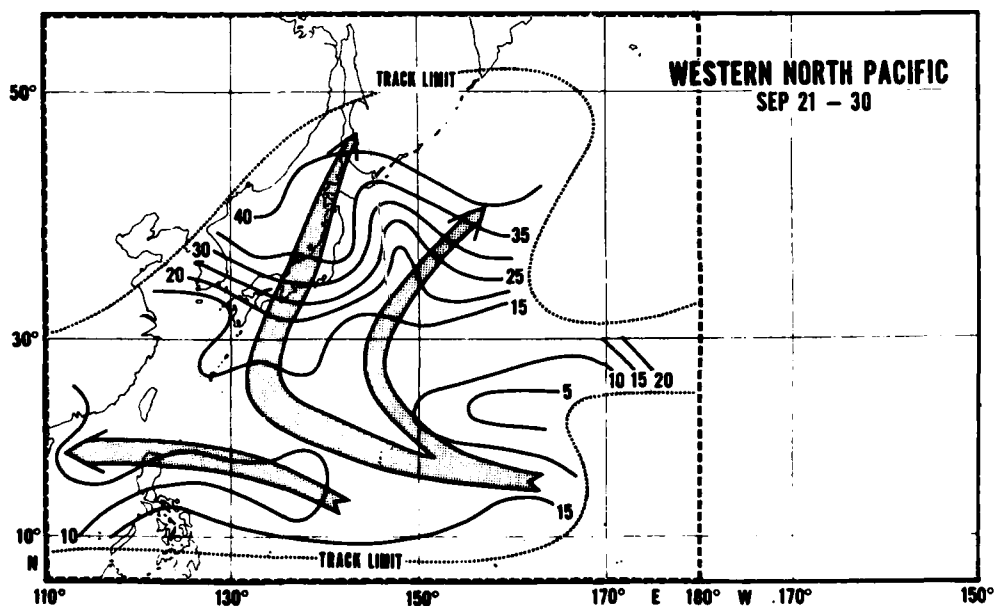 WESTERN NORTH PACIFIC
SEP 21 – 30
TRACK LIMIT
50°
40
35
30
25
20
15
30°
10 15 20
5
15
10
10°
N
TRACK LIMIT
110° 130° 150° 170° E 180° W 170° 150°